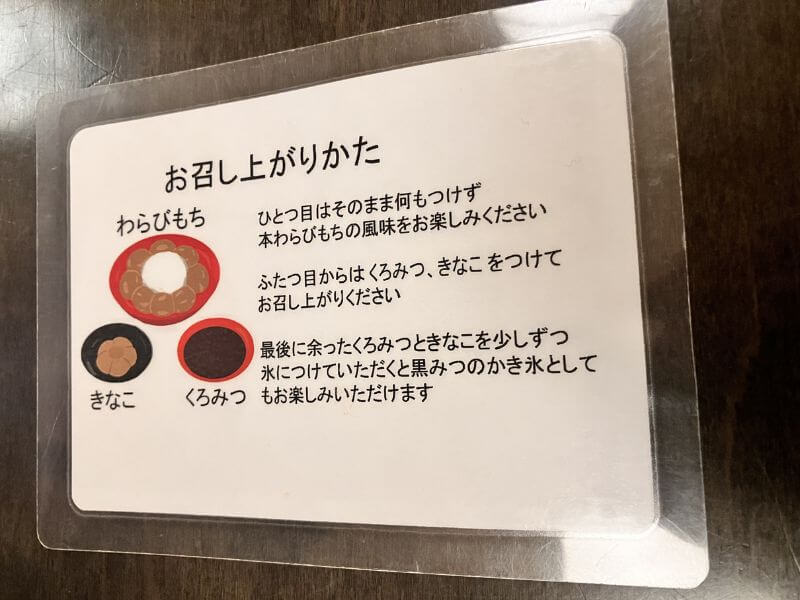 お召し上がりかた
わらびもち
きなこ
くろみつ
ひとつ目はそのまま何もつけず
本わらびもちの風味をお楽しみください
ふたつ目からは くろみつ、きなこ をつけて
お召し上がりください
最後に余ったくろみつときなこを少しずつ
氷につけていただくと黒みつのかき氷として
もお楽しみいただけます